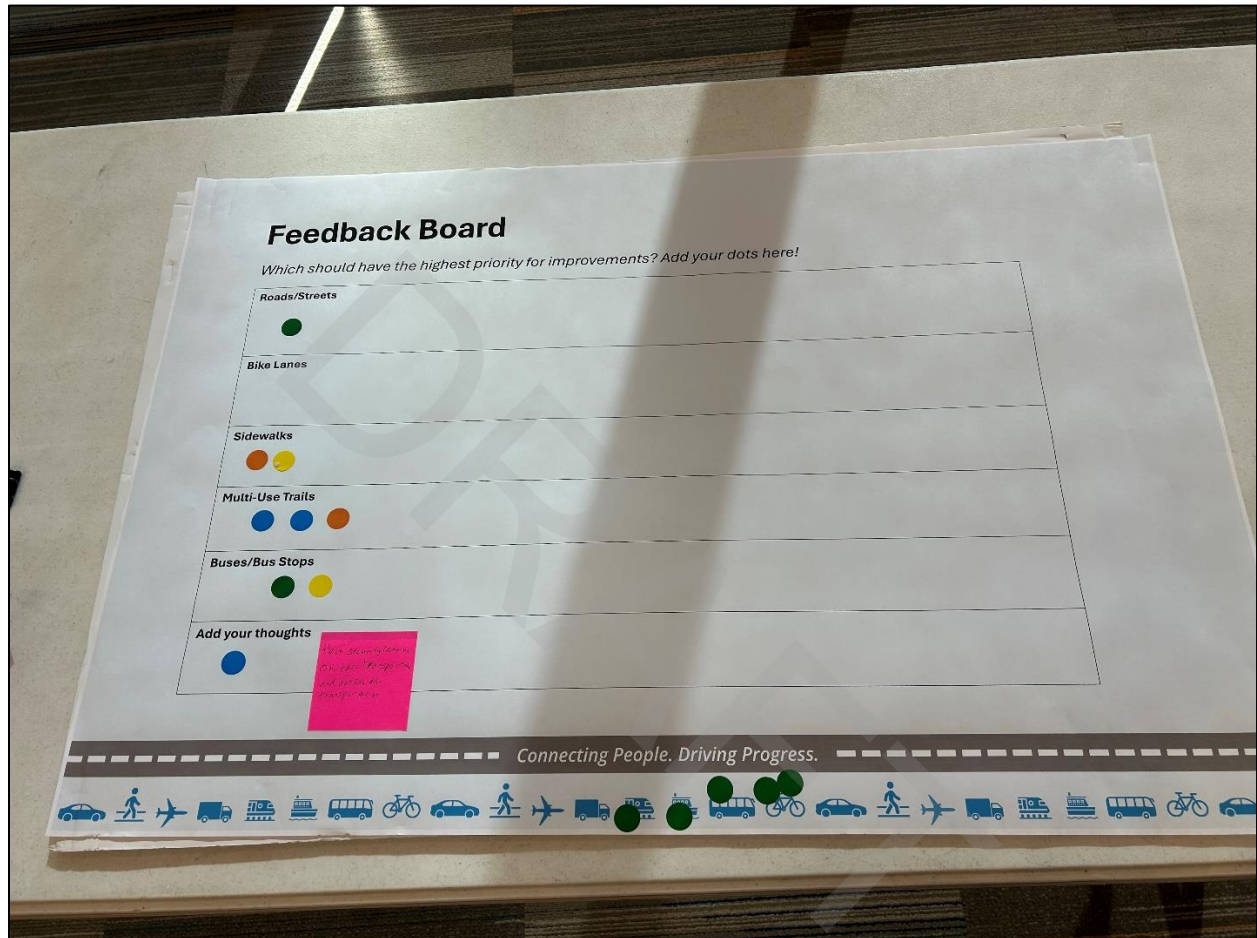 Feedback Board
Which should have the highest priority for improvements? Add your dots here!
Roads/Streets
Bike Lanes
Sidewalks
Multi-Use Trails
Buses/Bus Stops
Add your thoughts
Connecting People. Driving Progress.
DRAFT